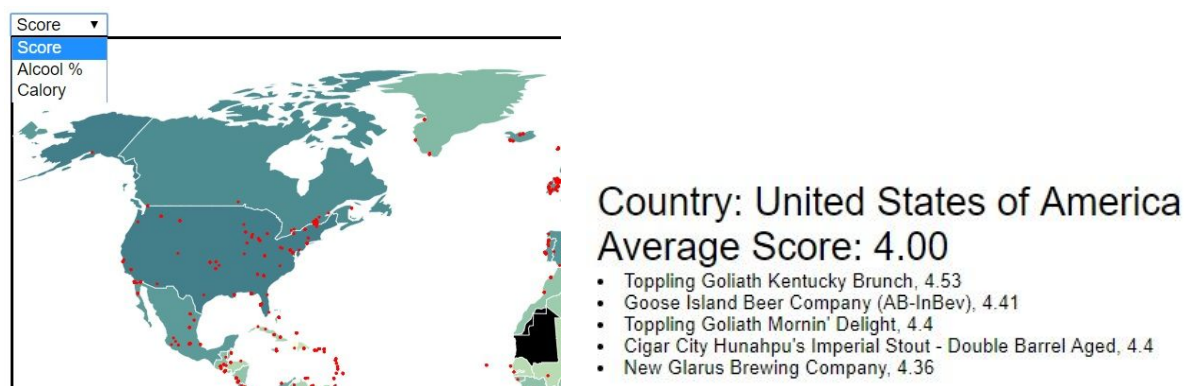 Score ▼
Score
Alcool %
Calory
Country: United States of America
Average Score: 4.00
• Toppling Goliath Kentucky Brunch, 4.53
• Goose Island Beer Company (AB-InBev), 4.41
• Toppling Goliath Mornin' Delight, 4.4
• Cigar City Hunahpu's Imperial Stout - Double Barrel Aged, 4.4
• New Glarus Brewing Company, 4.36